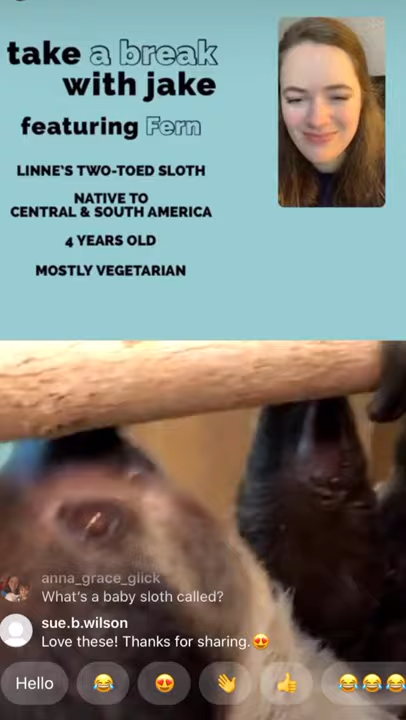 take a break
with jake
featuring Fern
LINNE'S TWO-TOED SLOTH
NATIVE TO
CENTRAL & SOUTH AMERICA
4 YEARS OLD
MOSTLY VEGETARIAN
anna_grace_glick
What's a baby sloth called?
sue.b.wilson
Love these! Thanks for sharing.😍
Hello 😂 😍 👋 👍 😂😂😂